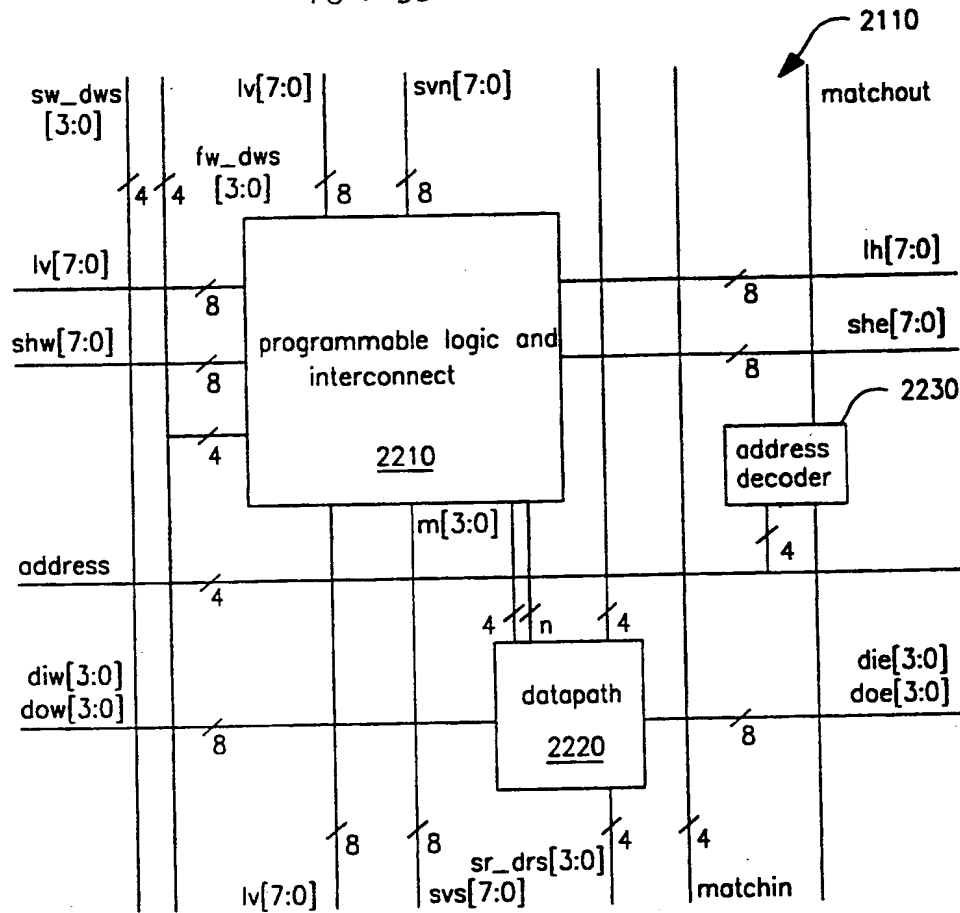 2110
sw_dws
[3:0]
lv[7:0]
svn[7:0]
matchout
fw_dws
[3:0]
4
4
8
8
lv[7:0]
8
lh[7:0]
8
shw[7:0]
8
she[7:0]
8
programmable logic and
interconnect
2210
4
2230
address
decoder
4
m[3:0]
address
4
4
n
4
diw[3:0]
dow[3:0]
8
datapath
2220
die[3:0]
doe[3:0]
8
8
8
4
4
lv[7:0]
svs[7:0]
sr_drs[3:0]
matchin